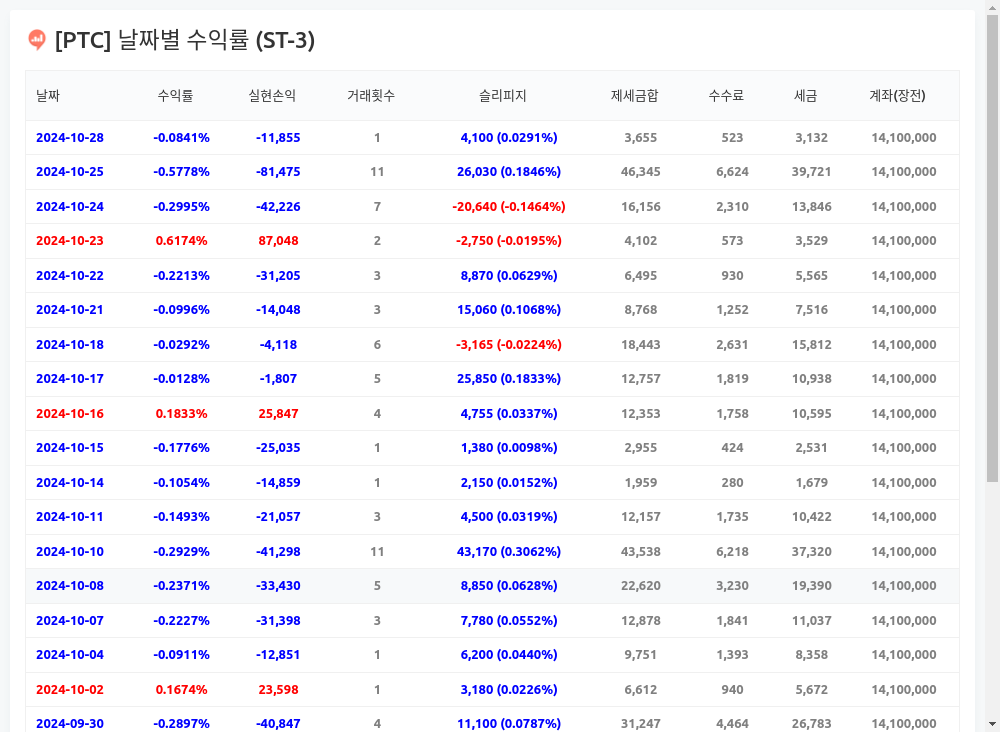 [PTC] 날짜별 수익률 (ST-3)
날짜 수익률 실현손익 거래횟수 슬리피지 제세금합 수수료 세금 계좌(장전)
2024-10-28 -0.0841% -11,855 1 4,100 (0.0291%) 3,655 523 3,132 14,100,000
2024-10-25 -0.5778% -81,475 11 26,030 (0.1846%) 46,345 6,624 39,721 14,100,000
2024-10-24 -0.2995% -42,226 7 -20,640 (-0.1464%) 16,156 2,310 13,846 14,100,000
2024-10-23 0.6174% 87,048 2 -2,750 (-0.0195%) 4,102 573 3,529 14,100,000
2024-10-22 -0.2213% -31,205 3 8,870 (0.0629%) 6,495 930 5,565 14,100,000
2024-10-21 -0.0996% -14,048 3 15,060 (0.1068%) 8,768 1,252 7,516 14,100,000
2024-10-18 -0.0292% -4,118 6 -3,165 (-0.0224%) 18,443 2,631 15,812 14,100,000
2024-10-17 -0.0128% -1,807 5 25,850 (0.1833%) 12,757 1,819 10,938 14,100,000
2024-10-16 0.1833% 25,847 4 4,755 (0.0337%) 12,353 1,758 10,595 14,100,000
2024-10-15 -0.1776% -25,035 1 1,380 (0.0098%) 2,955 424 2,531 14,100,000
2024-10-14 -0.1054% -14,859 1 2,150 (0.0152%) 1,959 280 1,679 14,100,000
2024-10-11 -0.1493% -21,057 3 4,500 (0.0319%) 12,157 1,735 10,422 14,100,000
2024-10-10 -0.2929% -41,298 11 43,170 (0.3062%) 43,538 6,218 37,320 14,100,000
2024-10-08 -0.2371% -33,430 5 8,850 (0.0628%) 22,620 3,230 19,390 14,100,000
2024-10-07 -0.2227% -31,398 3 7,780 (0.0552%) 12,878 1,841 11,037 14,100,000
2024-10-04 -0.0911% -12,851 1 6,200 (0.0440%) 9,751 1,393 8,358 14,100,000
2024-10-02 0.1674% 23,598 1 3,180 (0.0226%) 6,612 940 5,672 14,100,000
2024-09-30 -0.2897% -40,847 4 11,100 (0.0787%) 31,247 4,464 26,783 14,100,000